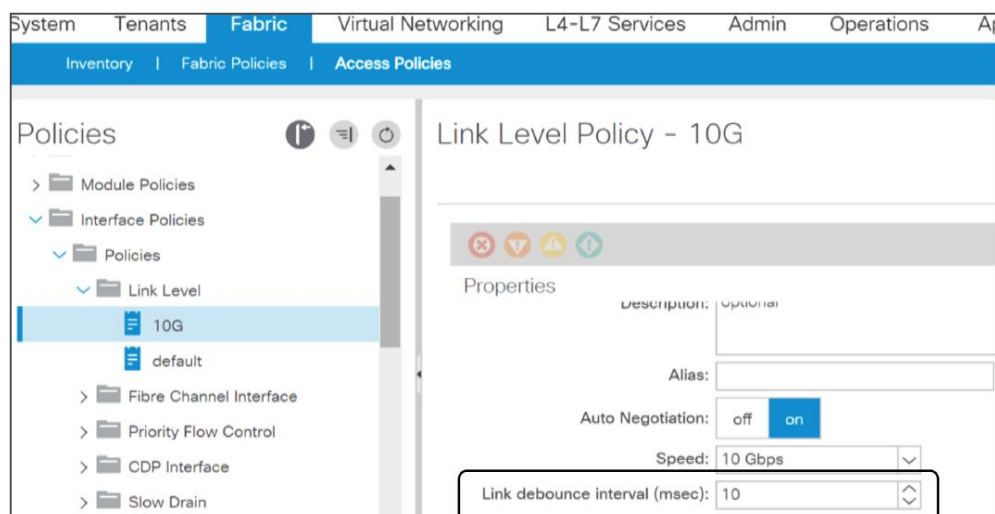 System Tenants Fabric Virtual Networking L4-L7 Services Admin Operations
Inventory | Fabric Policies | Access Policies
Policies
Module Policies
Interface Policies
Policies
Link Level
10G
default
Fibre Channel Interface
Priority Flow Control
CDP Interface
Slow Drain
Link Level Policy - 10G
Properties
Description: optional
Alias:
Auto Negotiation: off on
Speed: 10 Gbps
Link debounce interval (msec): 10